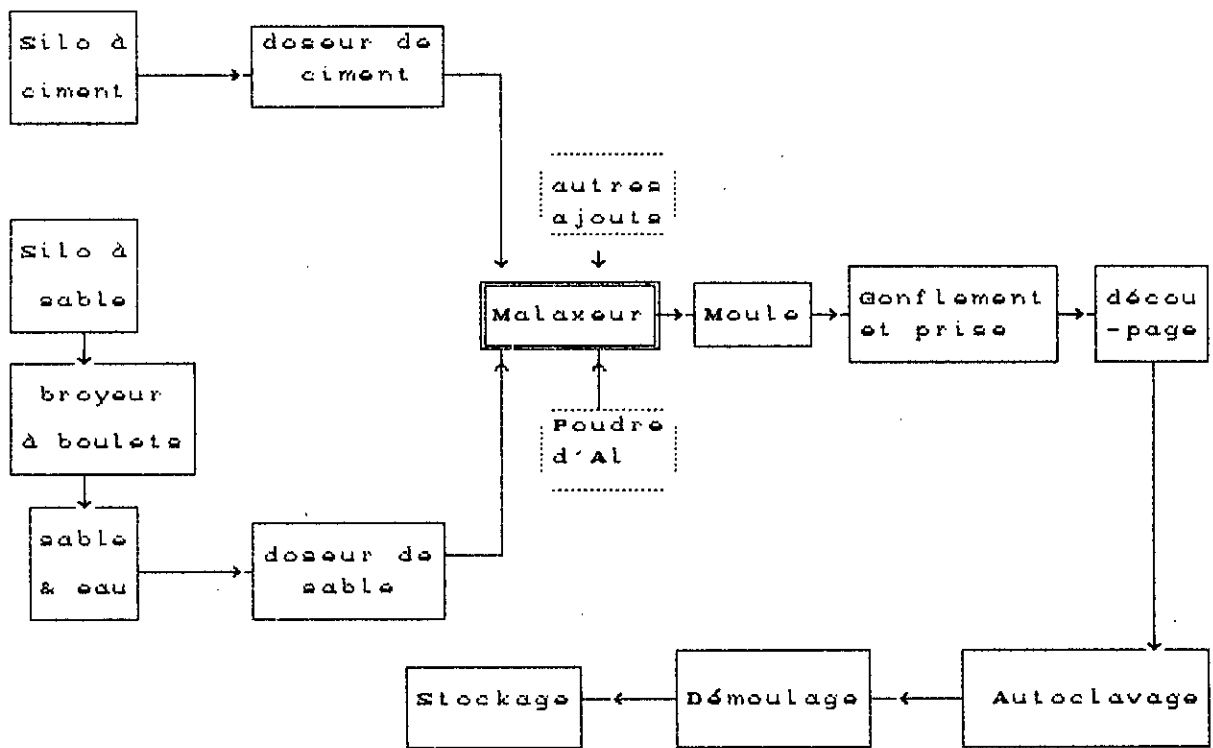 Silo à
ciment
doseur de
ciment
autres
ajouts
Silo à
sable
Malaxeur
Moule
Gonflement
et prise
décou
-page
broyeur
à boulets
Poudre
d'Al
sable
& eau
doseur de
sable
Stockage
Démoulage
Autoclavage